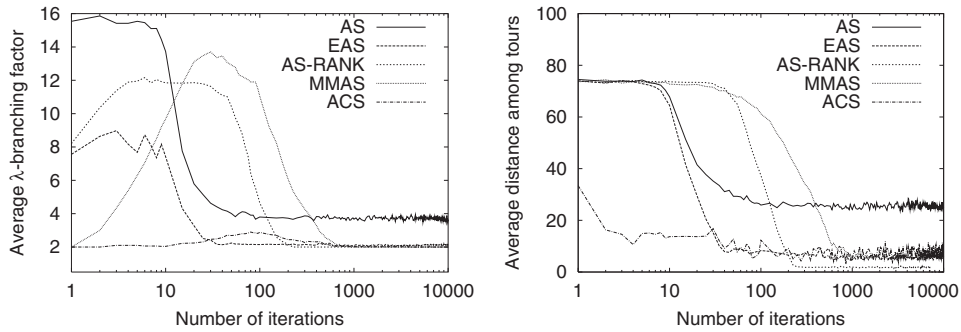 Average λ-branching factor
16
14
12
10
8
6
4
2
1
10
100
1000
10000
Number of iterations
AS
EAS
AS-RANK
MMAS
ACS
Average distance among tours
100
80
60
40
20
0
1
10
100
1000
10000
Number of iterations
AS
EAS
AS-RANK
MMAS
ACS